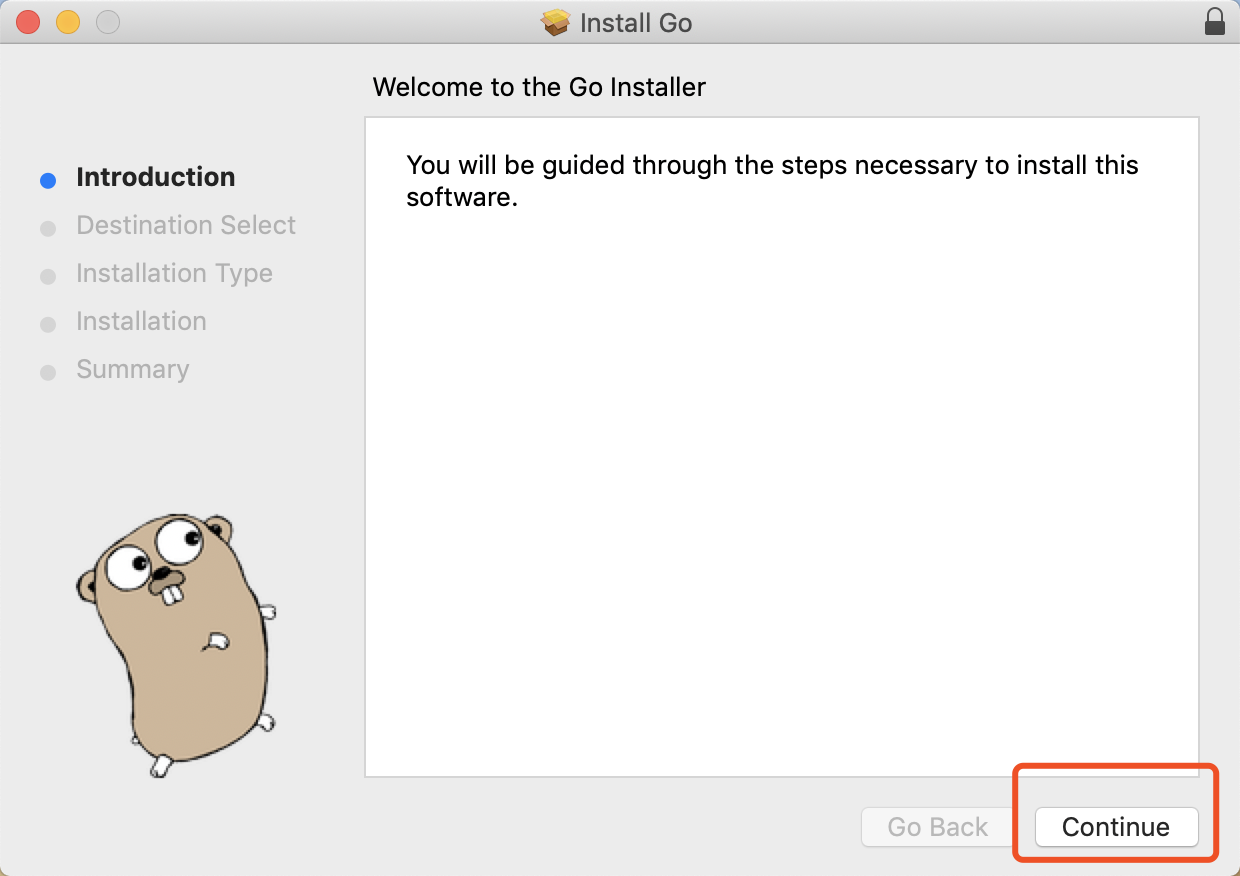 Install Go
Welcome to the Go Installer
Introduction
Destination Select
Installation Type
Installation
Summary
You will be guided through the steps necessary to install this
software.
Go Back
Continue